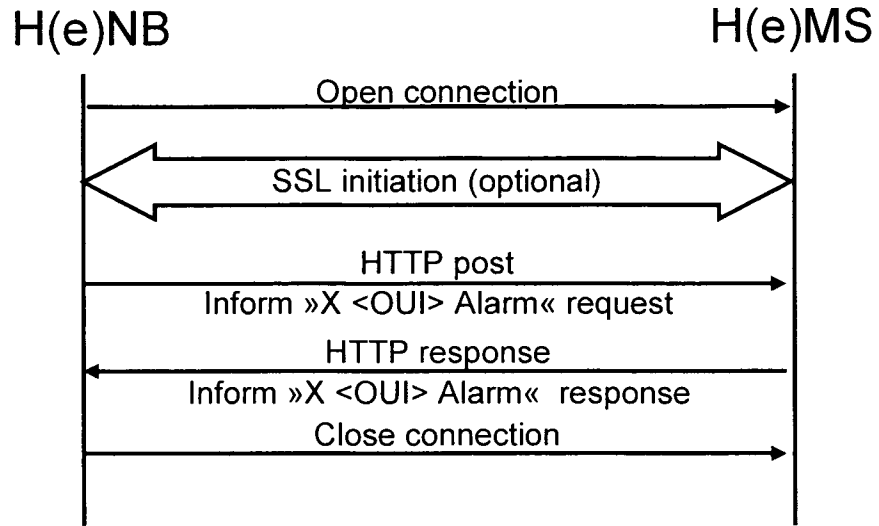 H(e)NB
H(e)MS
Open connection
SSL initiation (optional)
HTTP post
Inform »X <OUI> Alarm« request
HTTP response
Inform »X <OUI> Alarm« response
Close connection